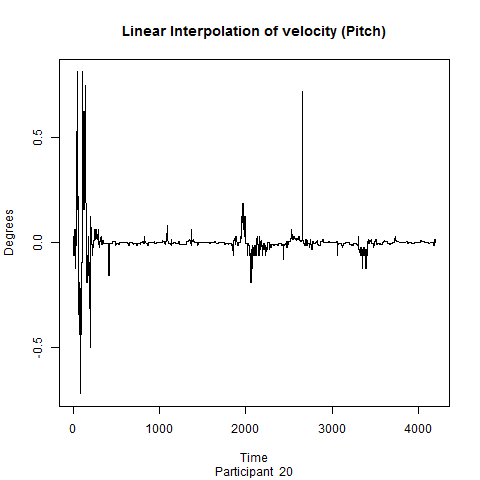 Linear Interpolation of velocity (Pitch)
Degrees
0.5
0.0
-0.5
0 1000 2000 3000 4000
Time
Participant 20